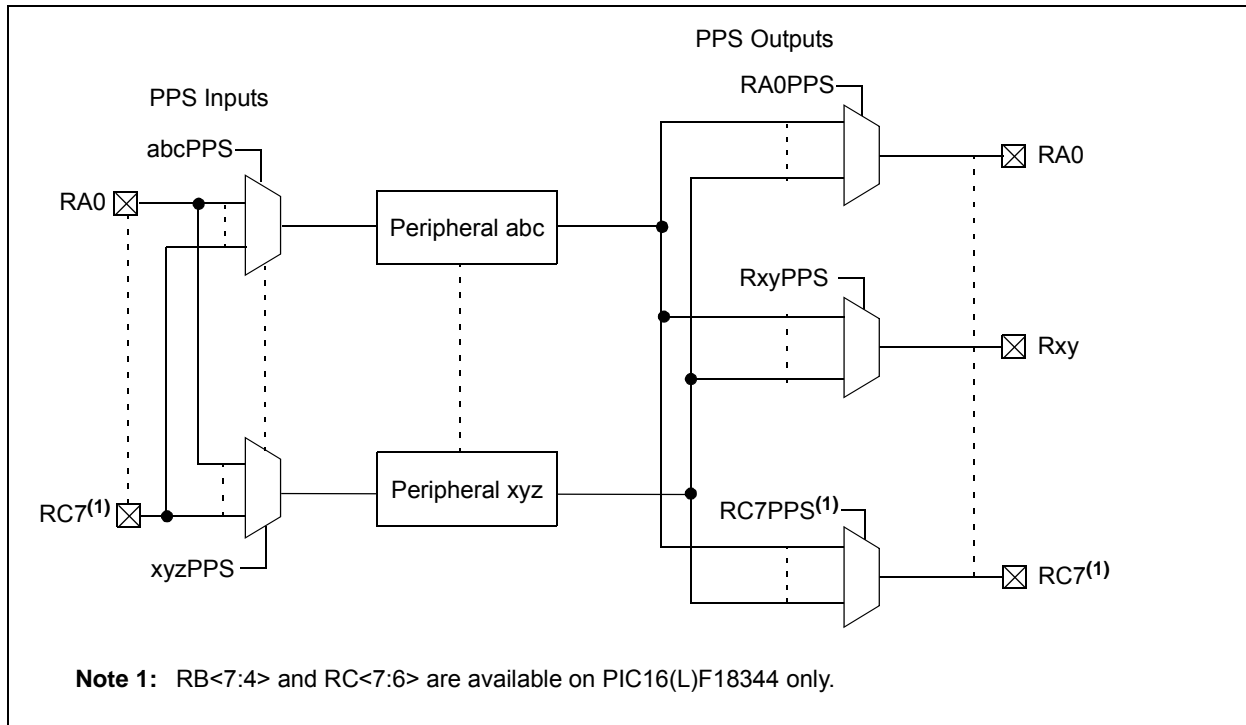 PPS Outputs
RA0PPS
PPS Inputs
abcPPS
RA0
RA0
Peripheral abc
RxyPPS
Rxy
Peripheral xyz
RC7PPS(1)
RC7(1)
xyzPPS
RC7(1)
Note 1: RB<7:4> and RC<7:6> are available on PIC16(L)F18344 only.